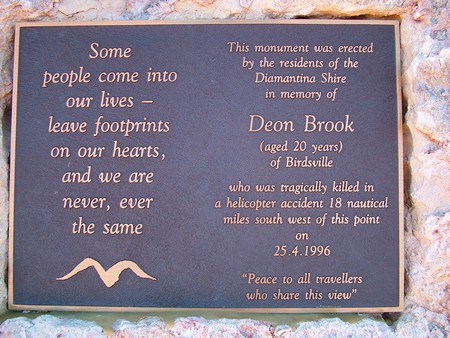 Some
people come into
our lives –
leave footprints
on our hearts,
and we are
never, ever
the same
This monument was erected
by the residents of the
Diamantina Shire
in memory of
Deon Brook
(aged 20 years)
of Birdsville
who was tragically killed in
a helicopter accident 18 nautical
miles south west of this point
on
25.4.1996
"Peace to all travellers
who share this view"